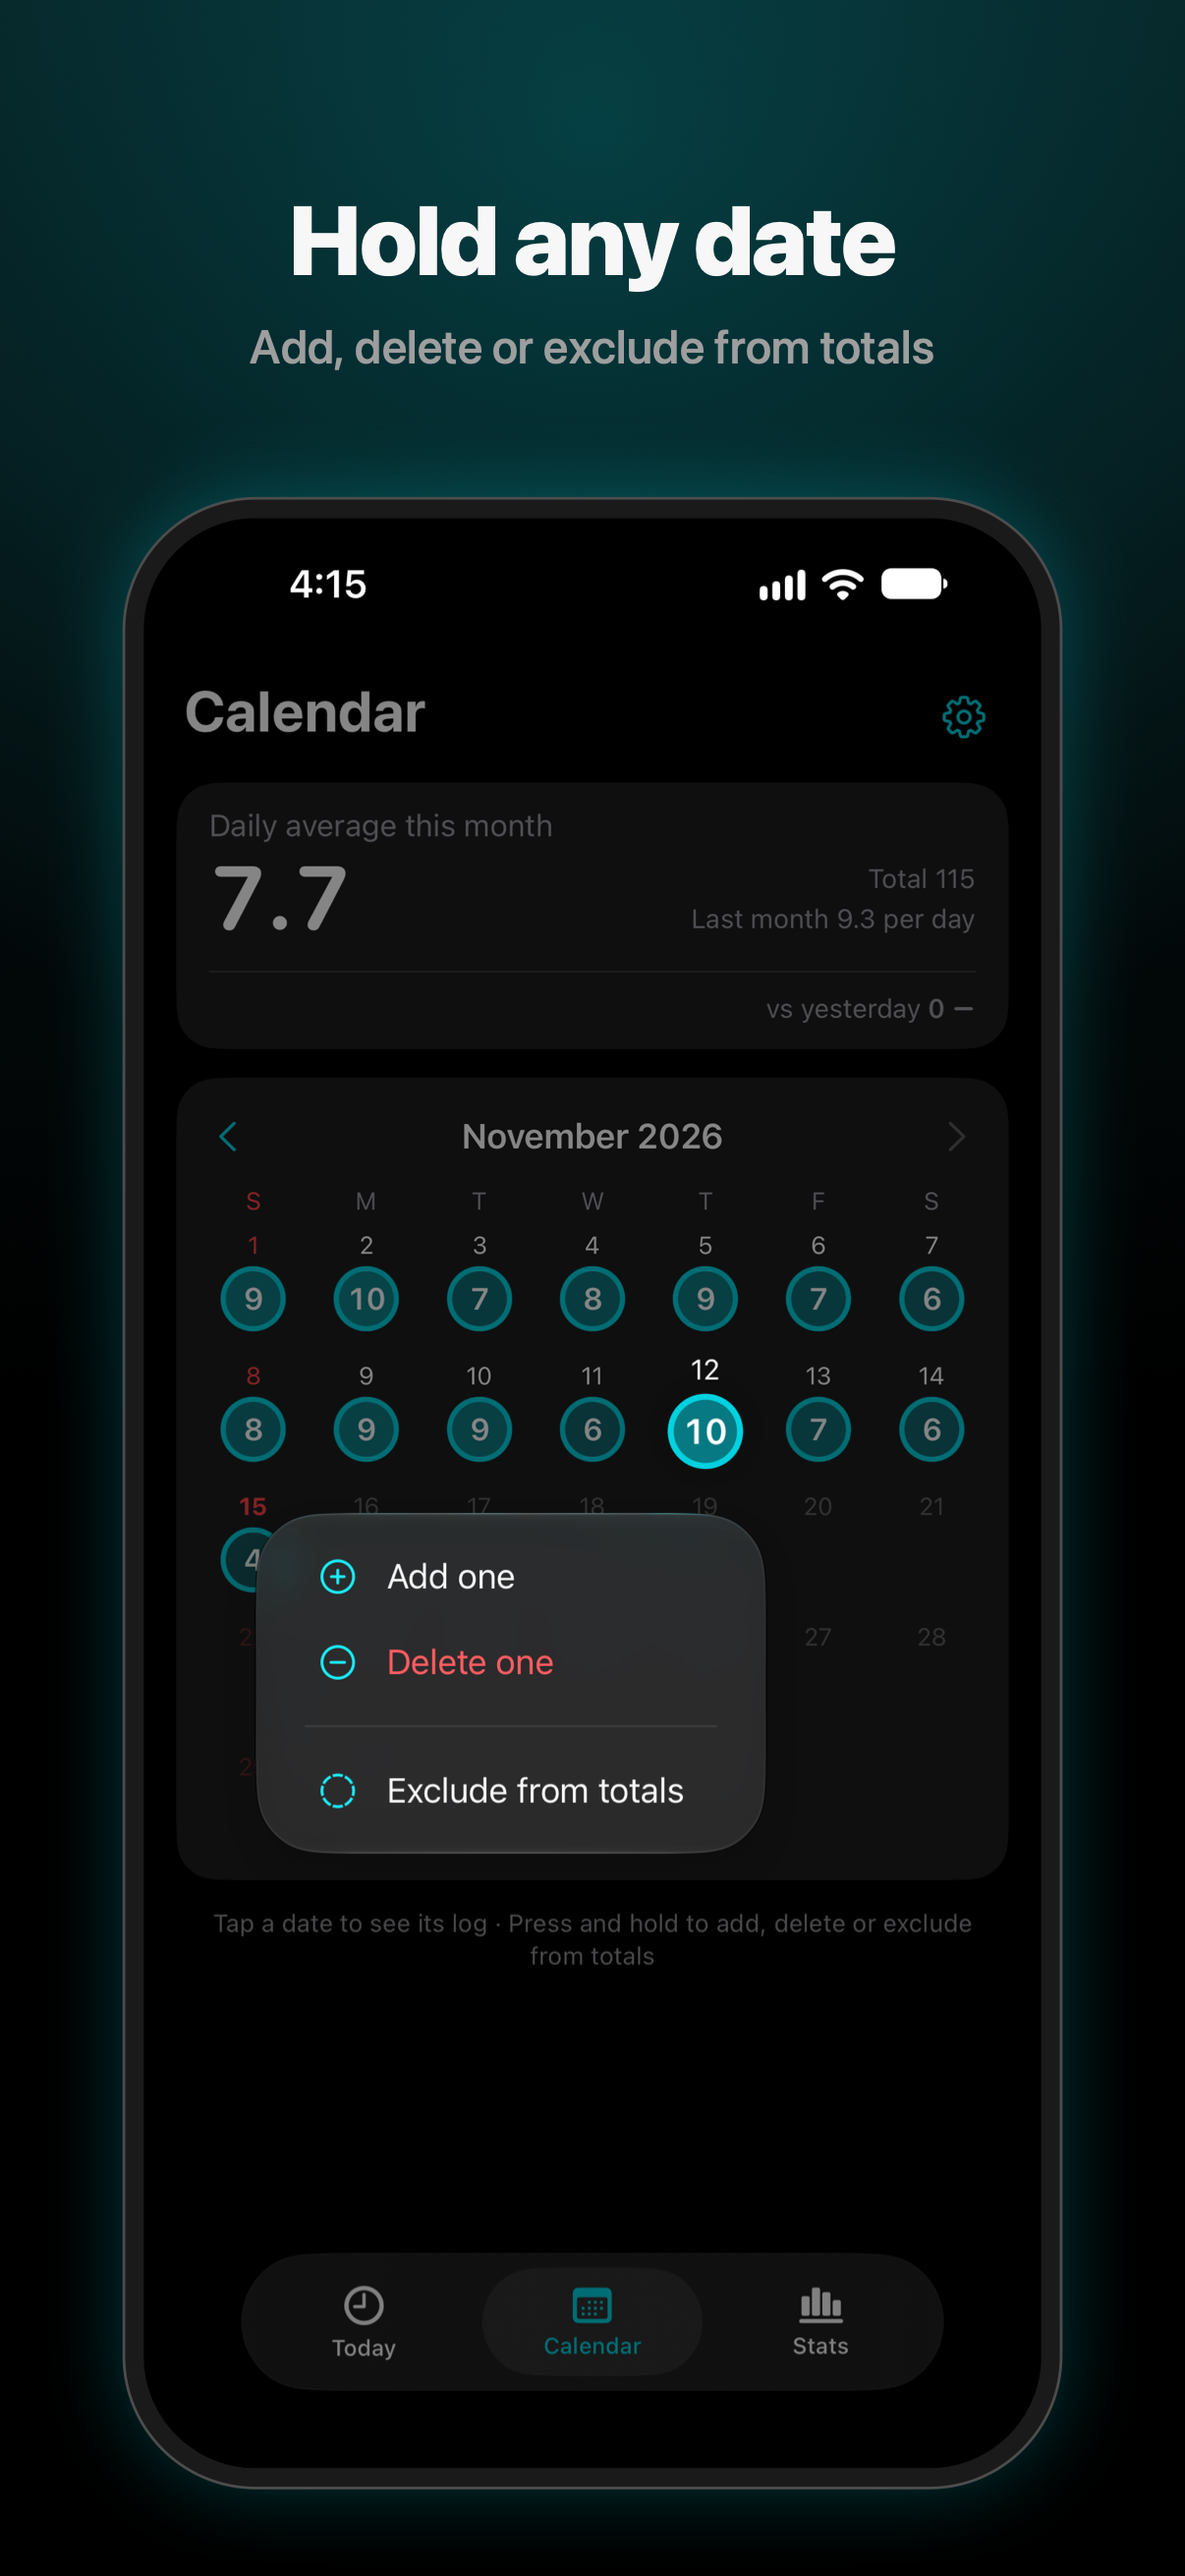 Hold any date
Add, delete or exclude from totals
4:15
Calendar
Daily average this month
7.7
Total 115
Last month 9.3 per day
vs yesterday 0 –
November 2026
S M T W T F S
1 2 3 4 5 6 7
9 10 7 8 9 7 6
8 9 10 11 12 13 14
8 9 9 6 10 7 6
15 16 17 18 19 20 21
4
27 28
Add one
Delete one
Exclude from totals
Tap a date to see its log · Press and hold to add, delete or exclude
from totals
Today Calendar Stats